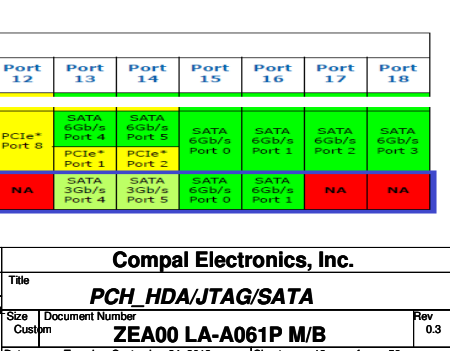 Port 12
Port 13
Port 14
Port 15
Port 16
Port 17
Port 18
PCIe*
Port 8
SATA
6Gb/s
Port 4
PCIe*
Port 1
SATA
6Gb/s
Port 5
PCIe*
Port 2
SATA
6Gb/s
Port 0
SATA
6Gb/s
Port 1
SATA
6Gb/s
Port 2
SATA
6Gb/s
Port 3
NA
SATA
3Gb/s
Port 4
SATA
3Gb/s
Port 5
SATA
6Gb/s
Port 0
SATA
6Gb/s
Port 1
NA
NA
Compal Electronics, Inc.
Title
PCH_HDA/JTAG/SATA
Size
Custom
Document Number
ZEA00 LA-A061P M/B
Rev
0.3